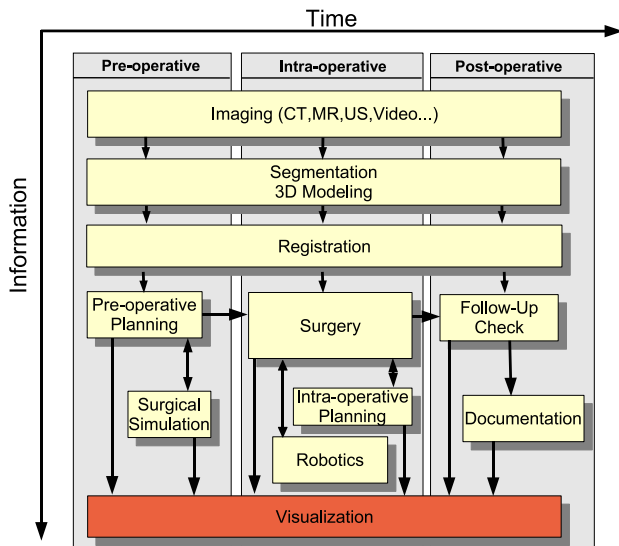 Time
Information
Pre-operative
Intra-operative
Post-operative
Imaging (CT,MR,US,Video...)
Segmentation
3D Modeling
Registration
Pre-operative
Planning
Surgery
Follow-Up
Check
Surgical
Simulation
Intra-operative
Planning
Documentation
Robotics
Visualization